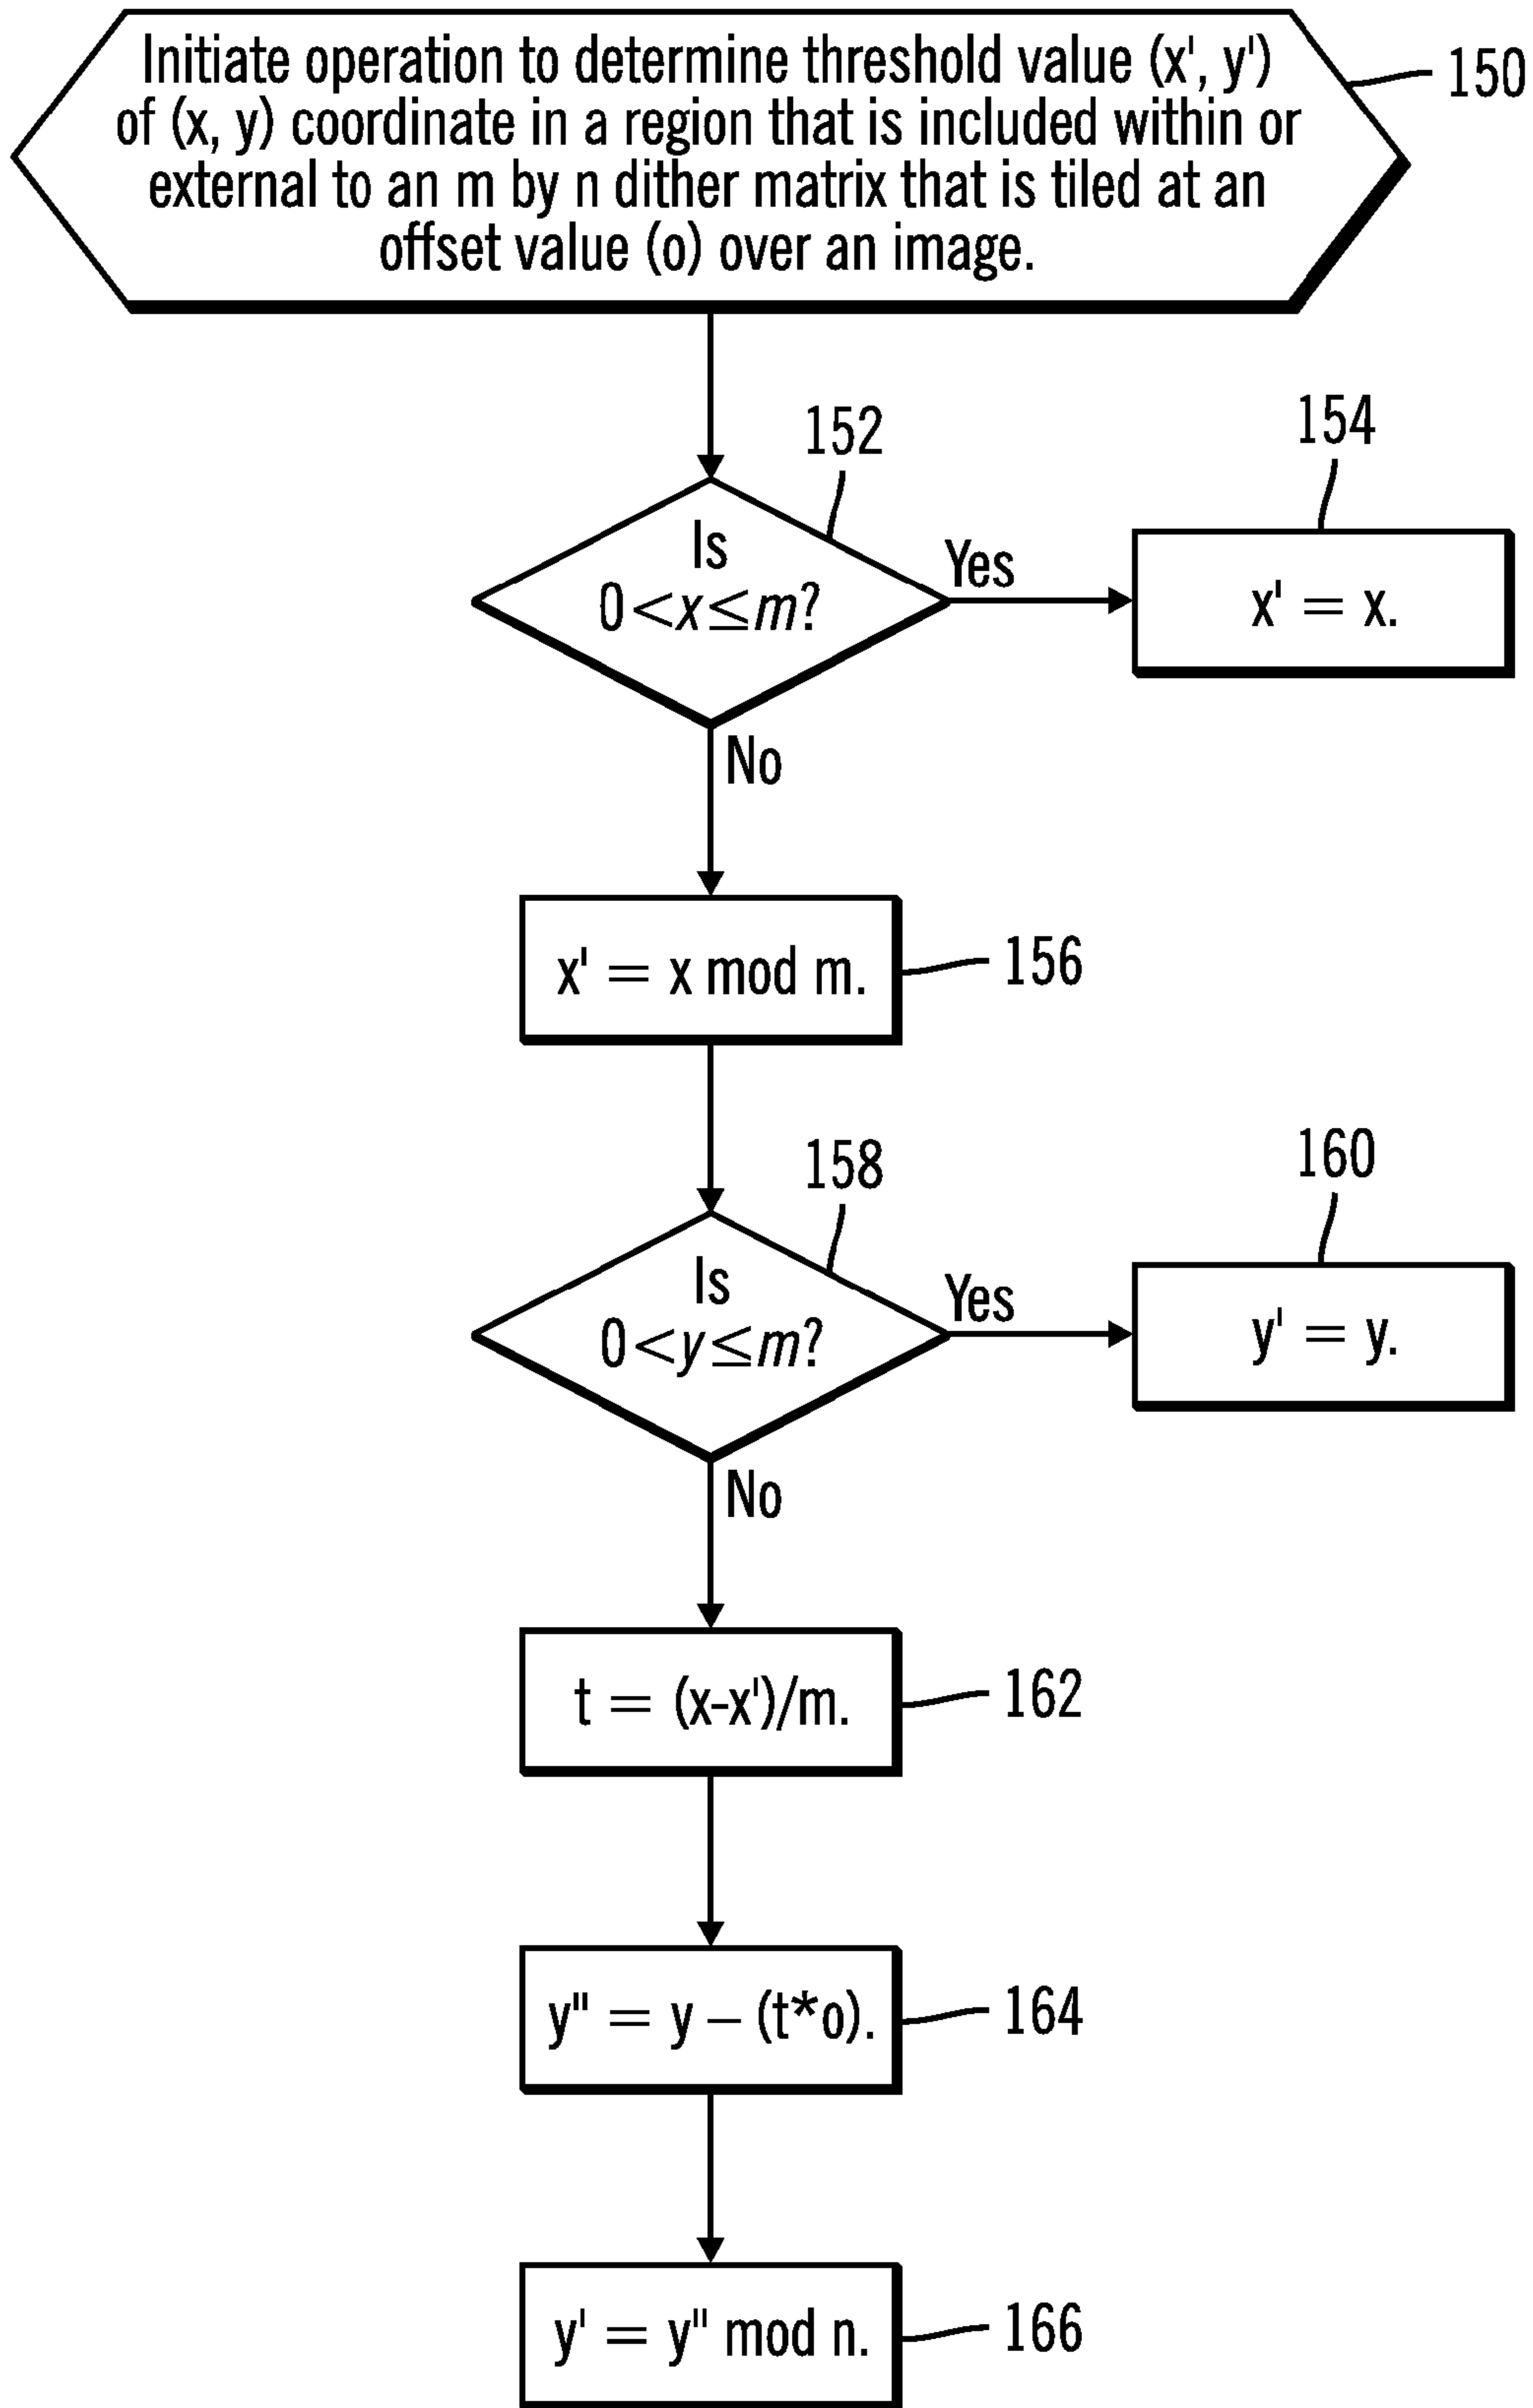 Initiate operation to determine threshold value (x', y')
of (x, y) coordinate in a region that is included within or
external to an m by n dither matrix that is tiled at an
offset value (o) over an image.
150
152
154
Is
0<x≤m?
Yes
x' = x.
No
x' = x mod m.
156
158
160
Is
0<y≤m?
Yes
y' = y.
No
t = (x-x')/m.
162
y" = y – (t*o).
164
y' = y" mod n.
166